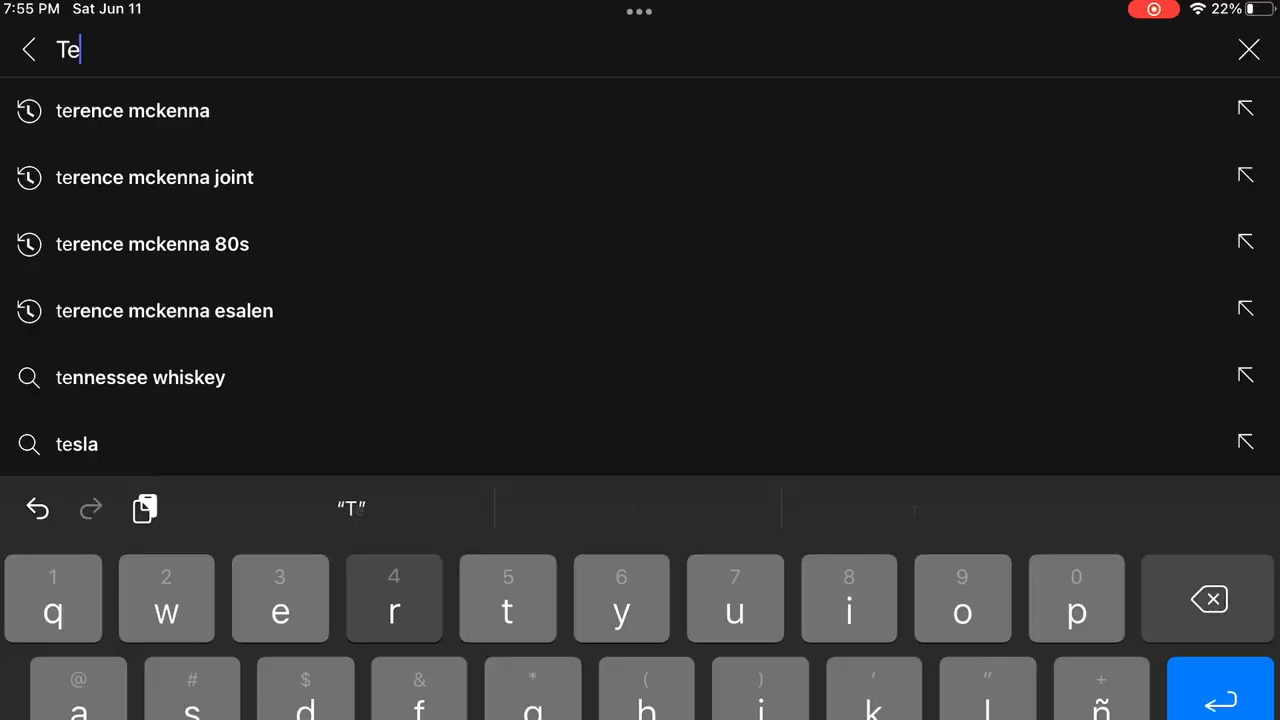 7:55 PM Sat Jun 11 22%
Te
terence mckenna
terence mckenna joint
terence mckenna 80s
terence mckenna esalen
tennessee whiskey
tesla
“T”
1 2 3 4 5 6 7 8 9 0
q w e r t y u i o p
@ # $ & * ( ) ’ ” +
a s d f g h j k l ñ